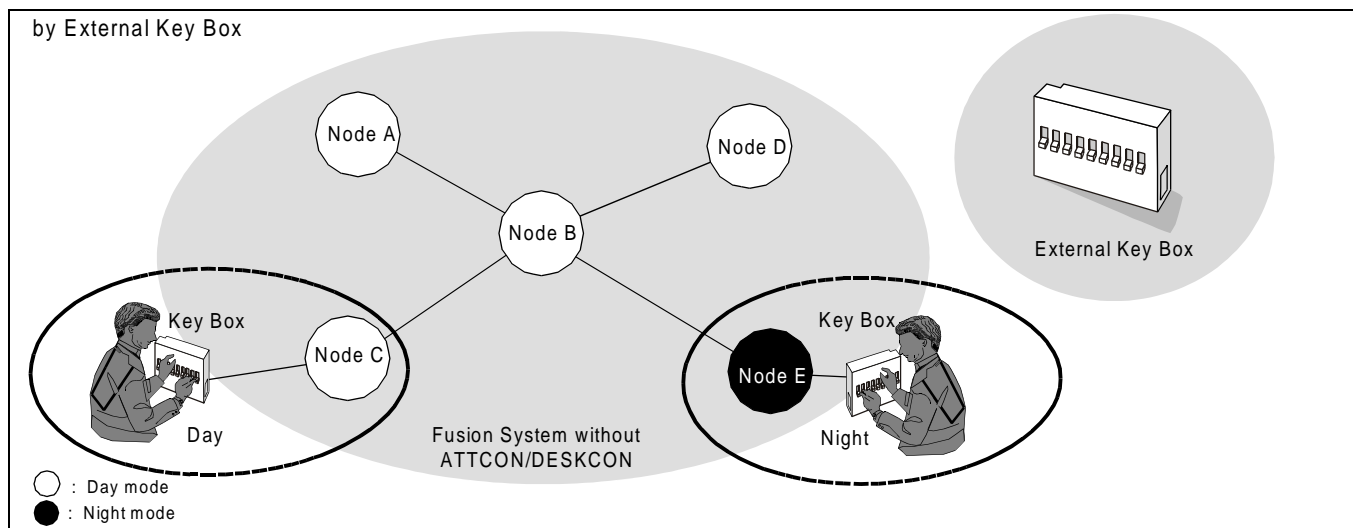 by External Key Box
Node A
Node D
Node B
External Key Box
Key Box
Node C
Day
Key Box
Node E
Night
Fusion System without
ATTCON/DESKCON
: Day mode
: Night mode